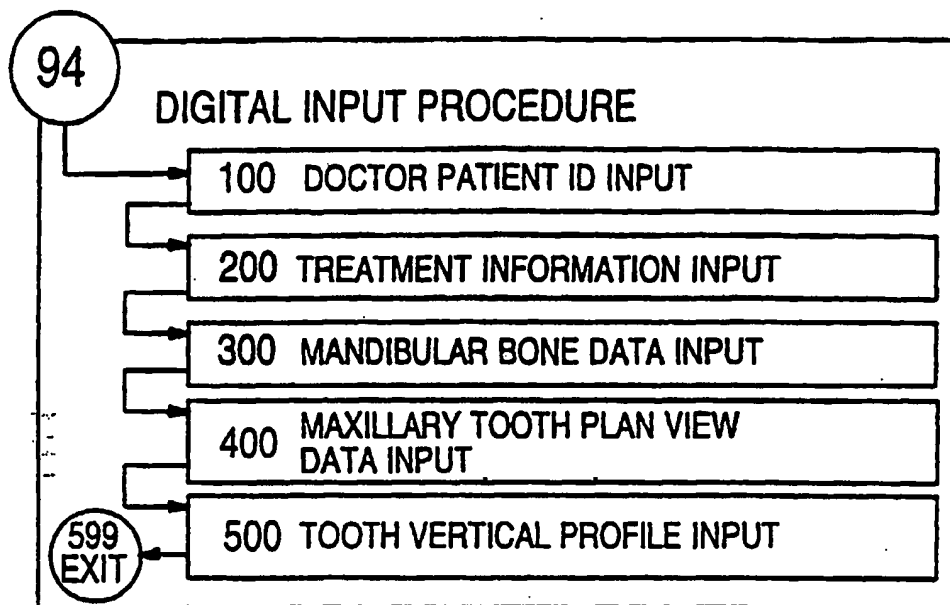 94
DIGITAL INPUT PROCEDURE
100 DOCTOR PATIENT ID INPUT
200 TREATMENT INFORMATION INPUT
300 MANDIBULAR BONE DATA INPUT
400 MAXILLARY TOOTH PLAN VIEW
DATA INPUT
500 TOOTH VERTICAL PROFILE INPUT
599
EXIT